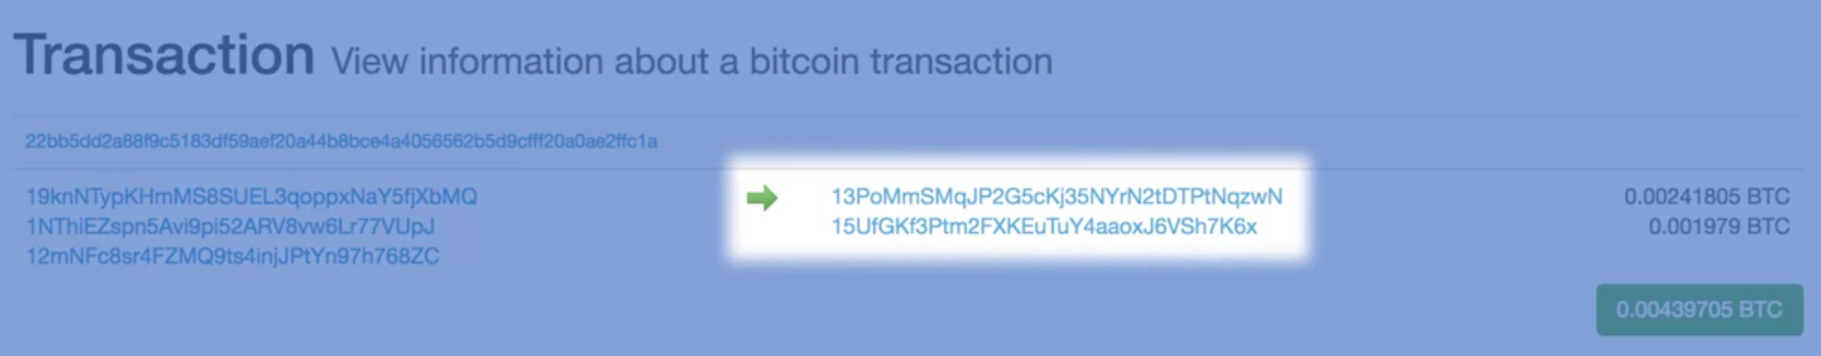 Transaction View information about a bitcoin transaction
22bb5dd2a88f9c5183df59aef20a44b8bce4a4056562b5d9cfff20a0ae2ffc1a
19knNTypKHmMS8SUEL3qoppxNaY5fjXbMQ 13PoMmSMqJP2G5cKj35NYrN2tDTPtNqzwN 0.00241805 BTC
1NThiEZspn5Avi9pi52ARV8vw6Lr77VUpJ 15UfGKf3Ptm2FXKEuTuY4aaoxJ6VSh7K6x 0.001979 BTC
12mNFc8sr4FZMQ9ts4injJPtYn97h768ZC
0.00439705 BTC